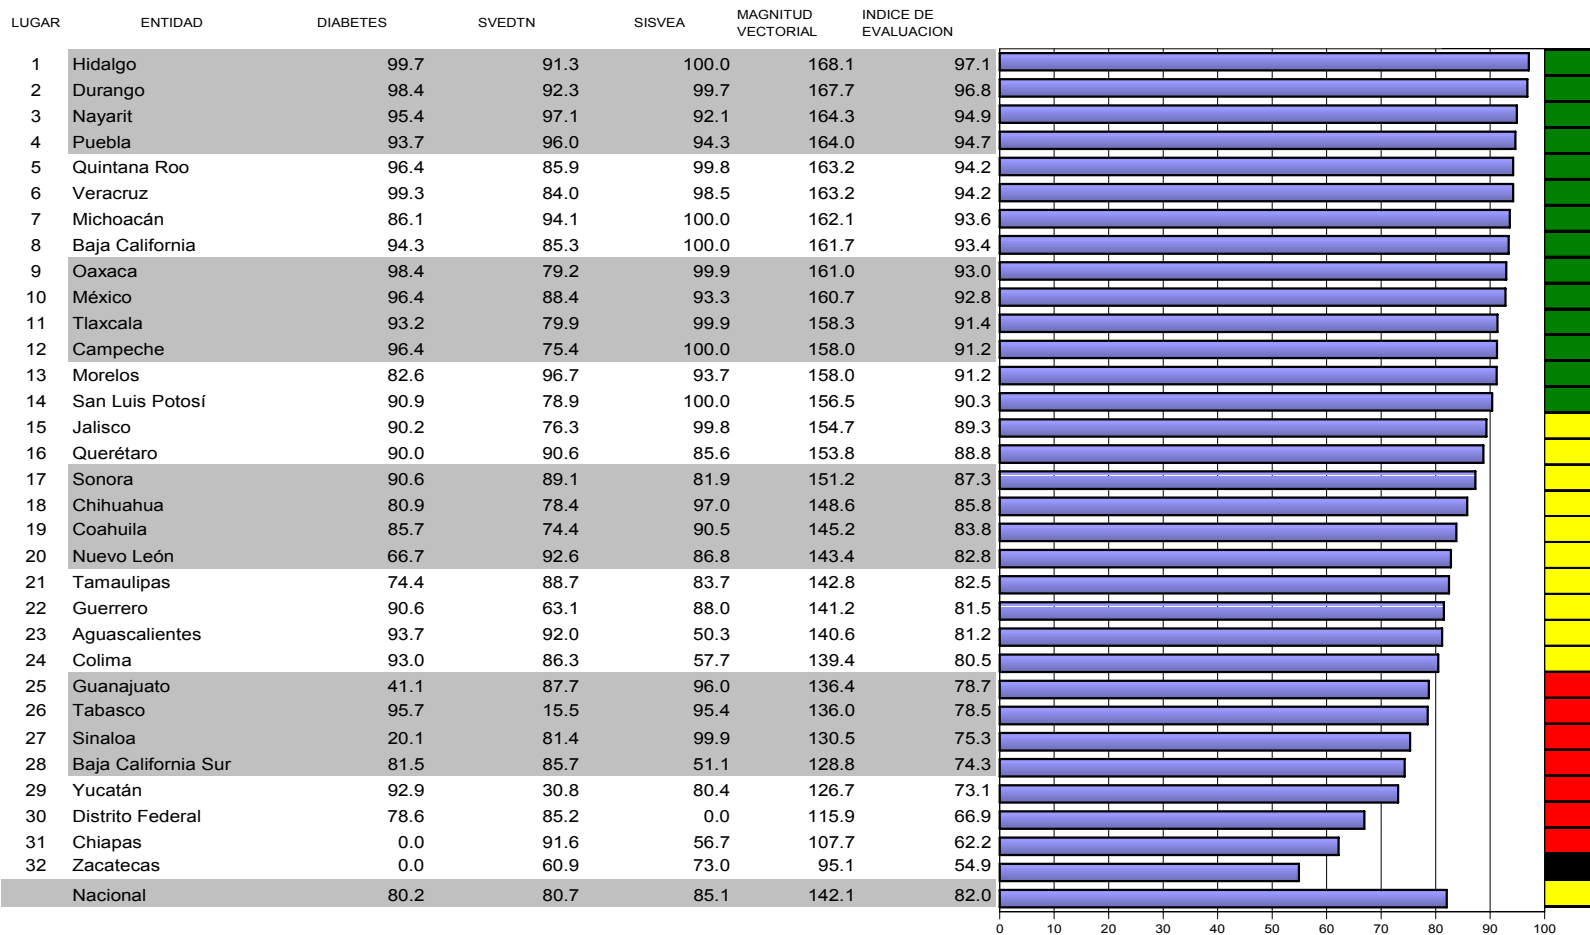 LUGAR ENTIDAD DIABETES SVEDTN SISVEA MAGNITUD VECTORIAL INDICE DE EVALUACION
1 Hidalgo 99.7 91.3 100.0 168.1 97.1
2 Durango 98.4 92.3 99.7 167.7 96.8
3 Nayarit 95.4 97.1 92.1 164.3 94.9
4 Puebla 93.7 96.0 94.3 164.0 94.7
5 Quintana Roo 96.4 85.9 99.8 163.2 94.2
6 Veracruz 99.3 84.0 98.5 163.2 94.2
7 Michoacán 86.1 94.1 100.0 162.1 93.6
8 Baja California 94.3 85.3 100.0 161.7 93.4
9 Oaxaca 98.4 79.2 99.9 161.0 93.0
10 México 96.4 88.4 93.3 160.7 92.8
11 Tlaxcala 93.2 79.9 99.9 158.3 91.4
12 Campeche 96.4 75.4 100.0 158.0 91.2
13 Morelos 82.6 96.7 93.7 158.0 91.2
14 San Luis Potosí 90.9 78.9 100.0 156.5 90.3
15 Jalisco 90.2 76.3 99.8 154.7 89.3
16 Querétaro 90.0 90.6 85.6 153.8 88.8
17 Sonora 90.6 89.1 81.9 151.2 87.3
18 Chihuahua 80.9 78.4 97.0 148.6 85.8
19 Coahuila 85.7 74.4 90.5 145.2 83.8
20 Nuevo León 66.7 92.6 86.8 143.4 82.8
21 Tamaulipas 74.4 88.7 83.7 142.8 82.5
22 Guerrero 90.6 63.1 88.0 141.2 81.5
23 Aguascalientes 93.7 92.0 50.3 140.6 81.2
24 Colima 93.0 86.3 57.7 139.4 80.5
25 Guanajuato 41.1 87.7 96.0 136.4 78.7
26 Tabasco 95.7 15.5 95.4 136.0 78.5
27 Sinaloa 20.1 81.4 99.9 130.5 75.3
28 Baja California Sur 81.5 85.7 51.1 128.8 74.3
29 Yucatán 92.9 30.8 80.4 126.7 73.1
30 Distrito Federal 78.6 85.2 0.0 115.9 66.9
31 Chiapas 0.0 91.6 56.7 107.7 62.2
32 Zacatecas 0.0 60.9 73.0 95.1 54.9
Nacional 80.2 80.7 85.1 142.1 82.0
0 10 20 30 40 50 60 70 80 90 100